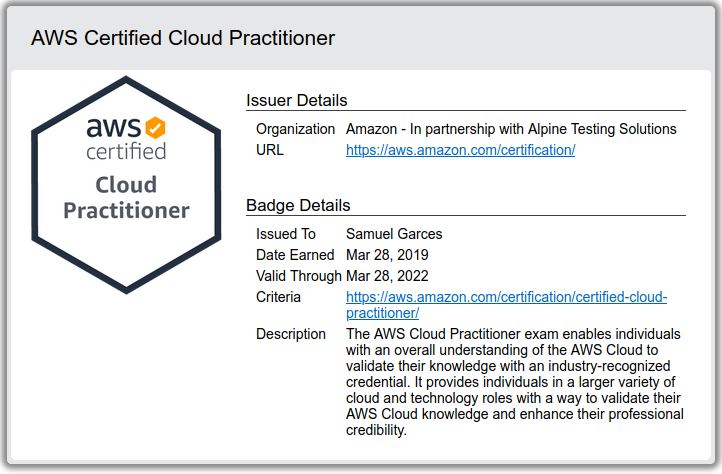 AWS Certified Cloud Practitioner
aws
certified
Cloud
Practitioner
Issuer Details
Organization Amazon - In partnership with Alpine Testing Solutions
URL https://aws.amazon.com/certification/
Badge Details
Issued To Samuel Garces
Date Earned Mar 28, 2019
Valid Through Mar 28, 2022
Criteria https://aws.amazon.com/certification/certified-cloud-
practitioner/
Description The AWS Cloud Practitioner exam enables individuals
with an overall understanding of the AWS Cloud to
validate their knowledge with an industry-recognized
credential. It provides individuals in a larger variety of
cloud and technology roles with a way to validate their
AWS Cloud knowledge and enhance their professional
credibility.